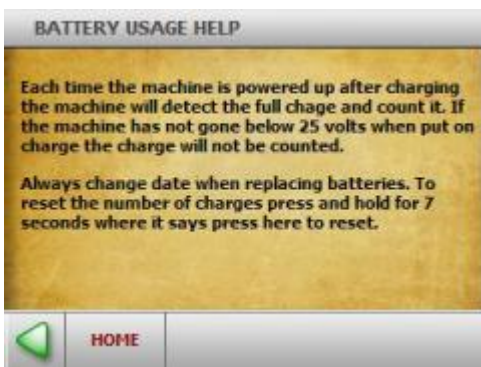 BATTERY USAGE HELP
Each time the machine is powered up after charging
the machine will detect the full chage and count it. If
the machine has not gone below 25 volts when put on
charge the charge will not be counted.
Always change date when replacing batteries. To
reset the number of charges press and hold for 7
seconds where it says press here to reset.
HOME